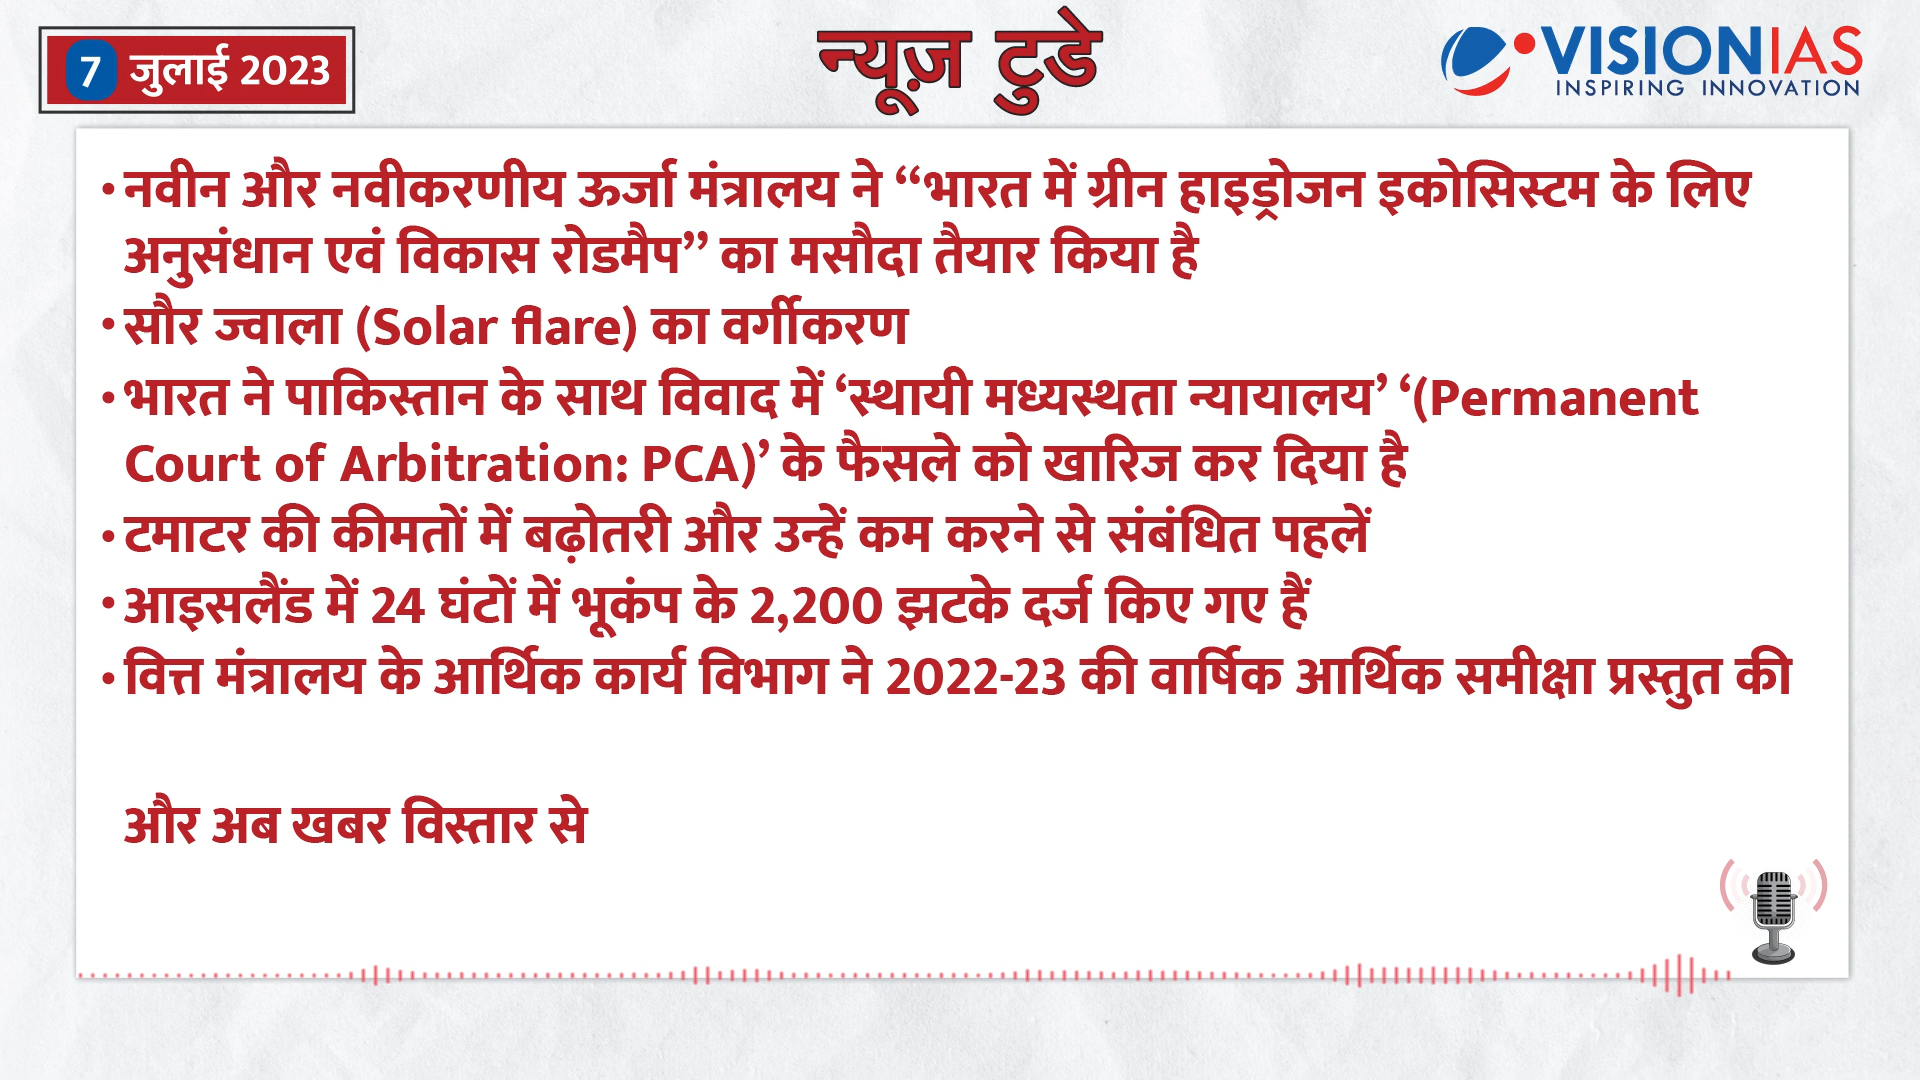 7 जुलाई 2023
न्यूज़ टुडे
VISIONIAS
INSPIRING INNOVATION
• नवीन और नवीकरणीय ऊर्जा मंत्रालय ने “भारत में ग्रीन हाइड्रोजन इकोसिस्टम के लिए
अनुसंधान एवं विकास रोडमैप” का मसौदा तैयार किया है
• सौर ज्वाला (Solar flare) का वर्गीकरण
• भारत ने पाकिस्तान के साथ विवाद में ‘स्थायी मध्यस्थता न्यायालय’ ‘(Permanent
Court of Arbitration: PCA)’ के फैसले को खारिज कर दिया है
• टमाटर की कीमतों में बढ़ोतरी और उन्हें कम करने से संबंधित पहलें
• आइसलैंड में 24 घंटों में भूकंप के 2,200 झटके दर्ज किए गए हैं
• वित्त मंत्रालय के आर्थिक कार्य विभाग ने 2022-23 की वार्षिक आर्थिक समीक्षा प्रस्तुत की
और अब खबर विस्तार से